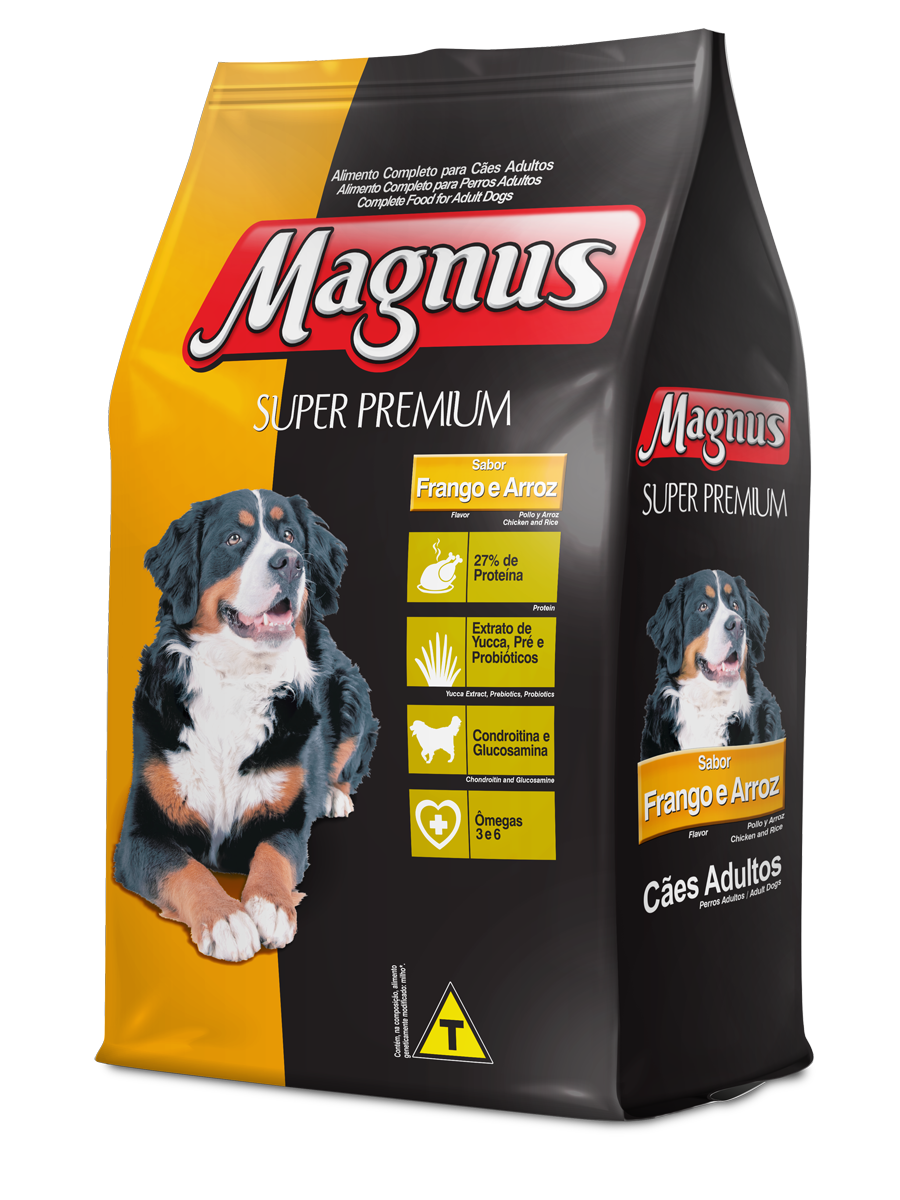 Alimento Completo para Cães Adultos
Alimento Completo para Perros Adultos
Complete Food for Adult Dogs
Magnus
SUPER PREMIUM
Sabor
Frango e Arroz
Flavor
Pollo y Arroz
Chicken and Rice
27% de
Proteína
Protein
Extrato de
Yucca, Pré e
Probióticos
Yucca Extract, Prebiotics, Probiotics
Condroitina e
Glucosamina
Chondroitin and Glucosamine
Ômegas
3 e 6
Contém, na composição, alimento
geneticamente modificado: milho*.
T
Magnus
SUPER PREMIUM
Sabor
Frango e Arroz
Flavor
Pollo y Arroz
Chicken and Rice
Cães Adultos
Perros Adultos / Adult Dogs